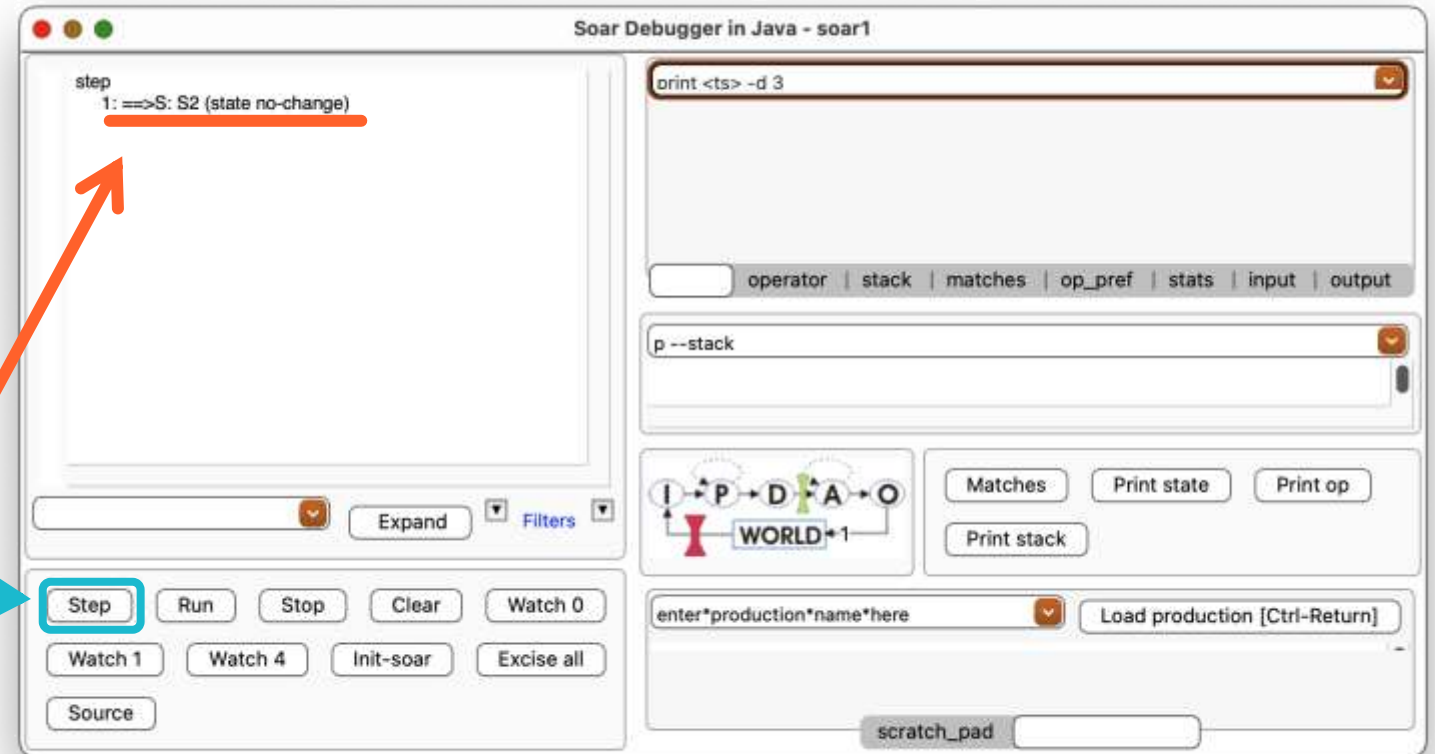 Soar Debugger in Java - soar1
step
1: ==>S: S2 (state no-change)
Expand
Filters
Step Run Stop Clear Watch 0
Watch 1 Watch 4 Init-soar Excise all
Source
print <ts> -d 3
operator | stack | matches | op_pref | stats | input | output
p --stack
I P D A O
WORLD 1
Matches Print state Print op
Print stack
enter*production*name*here Load production [Ctrl-Return]
scratch_pad